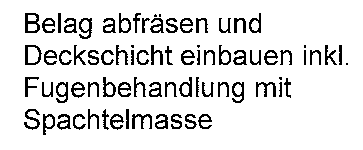 Belag abfräsen und
Deckschicht einbauen inkl.
Fugenbehandlung mit
Spachtelmasse